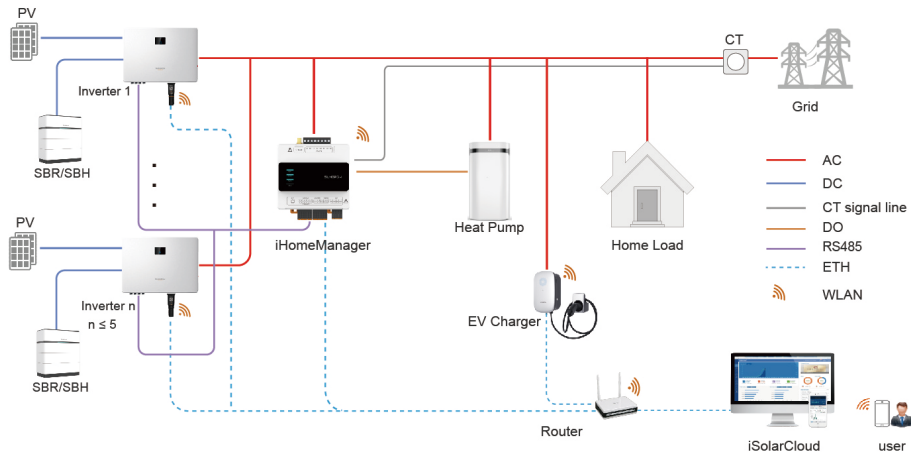 PV
CT
Inverter 1
Grid
SBR/SBH
AC
DC
CT signal line
DO
RS485
ETH
WLAN
PV
iHomeManager
Heat Pump
Home Load
Inverter n
n ≤ 5
EV Charger
SBR/SBH
Router
iSolarCloud
user